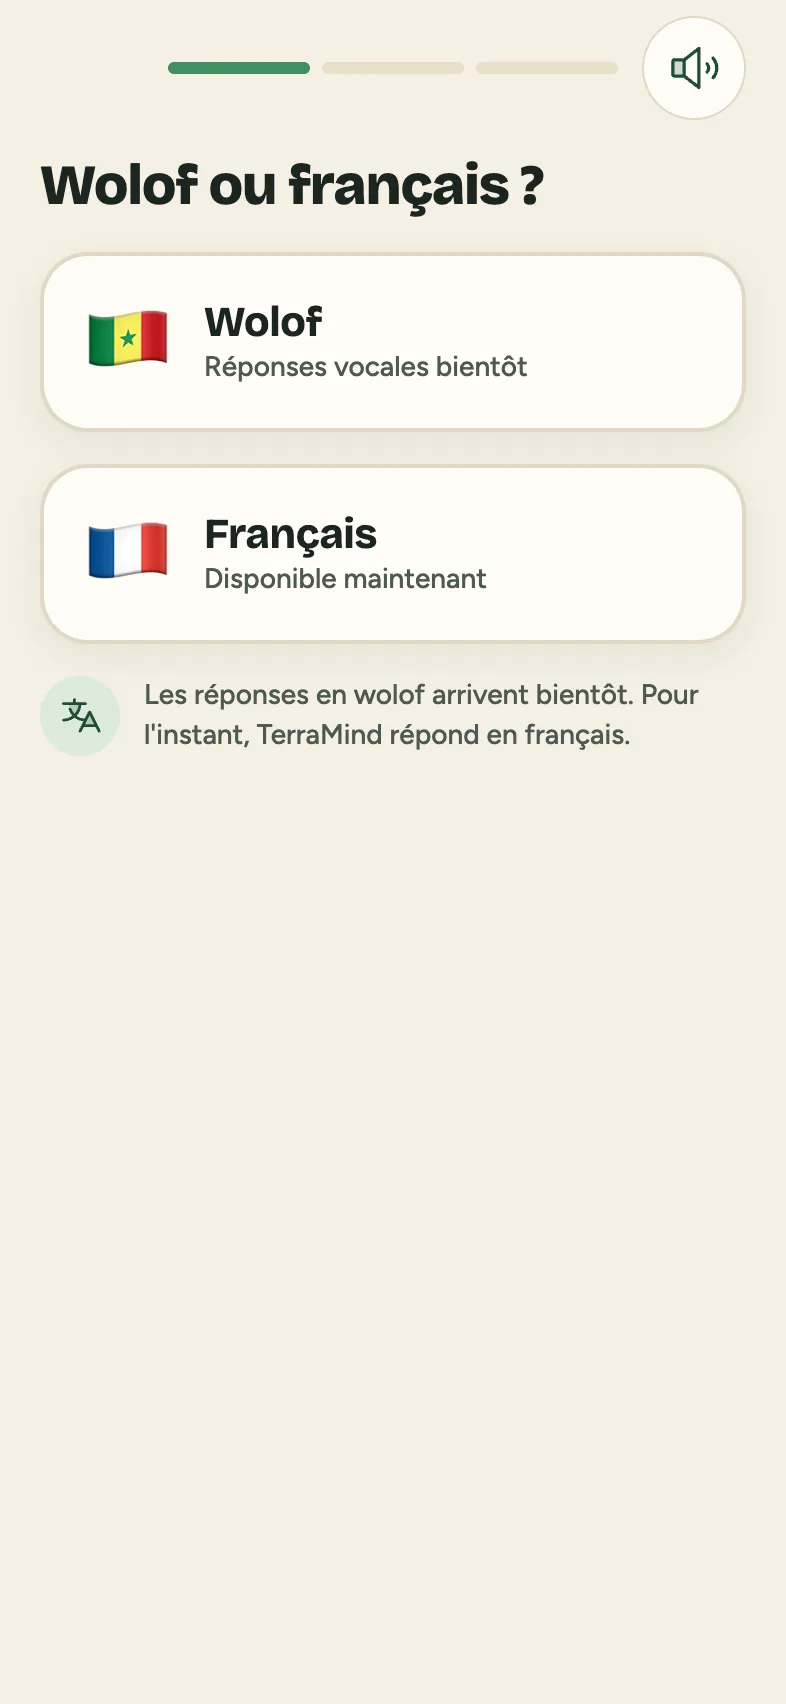 Wolof ou français ?
Wolof
Réponses vocales bientôt
Français
Disponible maintenant
Les réponses en wolof arrivent bientôt. Pour
l'instant, TerraMind répond en français.